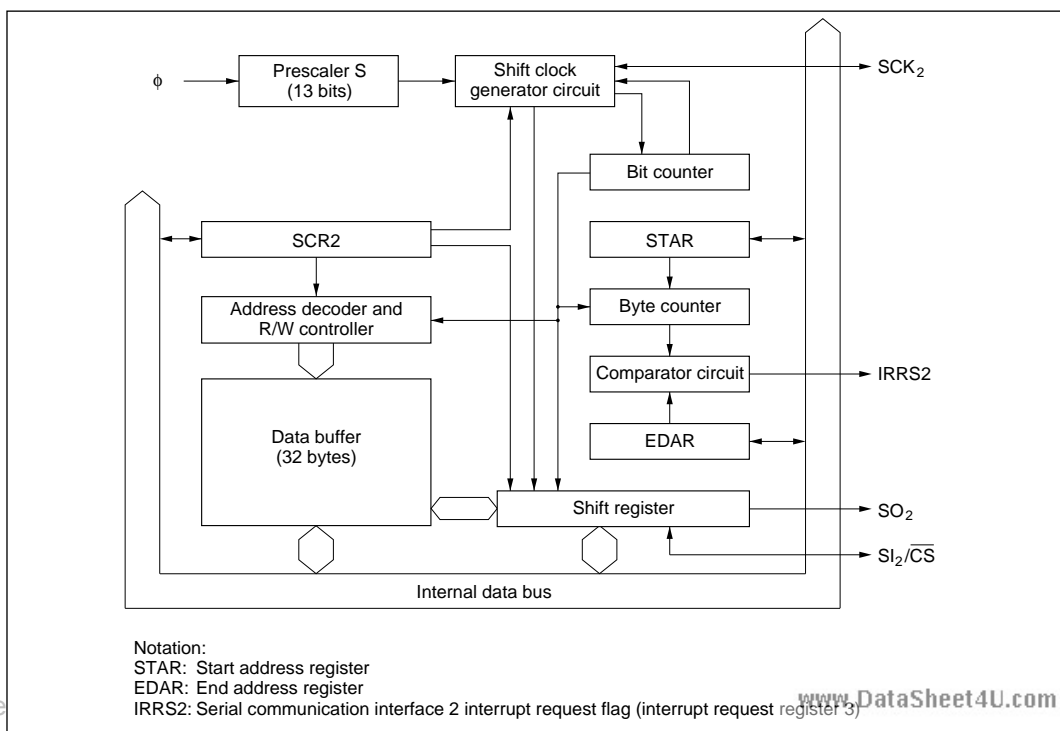 φ
Prescaler S
(13 bits)
Shift clock
generator circuit
SCK2
Bit counter
SCR2
STAR
Address decoder and
R/W controller
Byte counter
Comparator circuit
IRRS2
Data buffer
(32 bytes)
EDAR
Shift register
SO2
SI2/C̅S̅
Internal data bus
Notation:
STAR: Start address register
EDAR: End address register
IRRS2: Serial communication interface 2 interrupt request flag (interrupt request register 3)
www.DataSheet4U.com
e